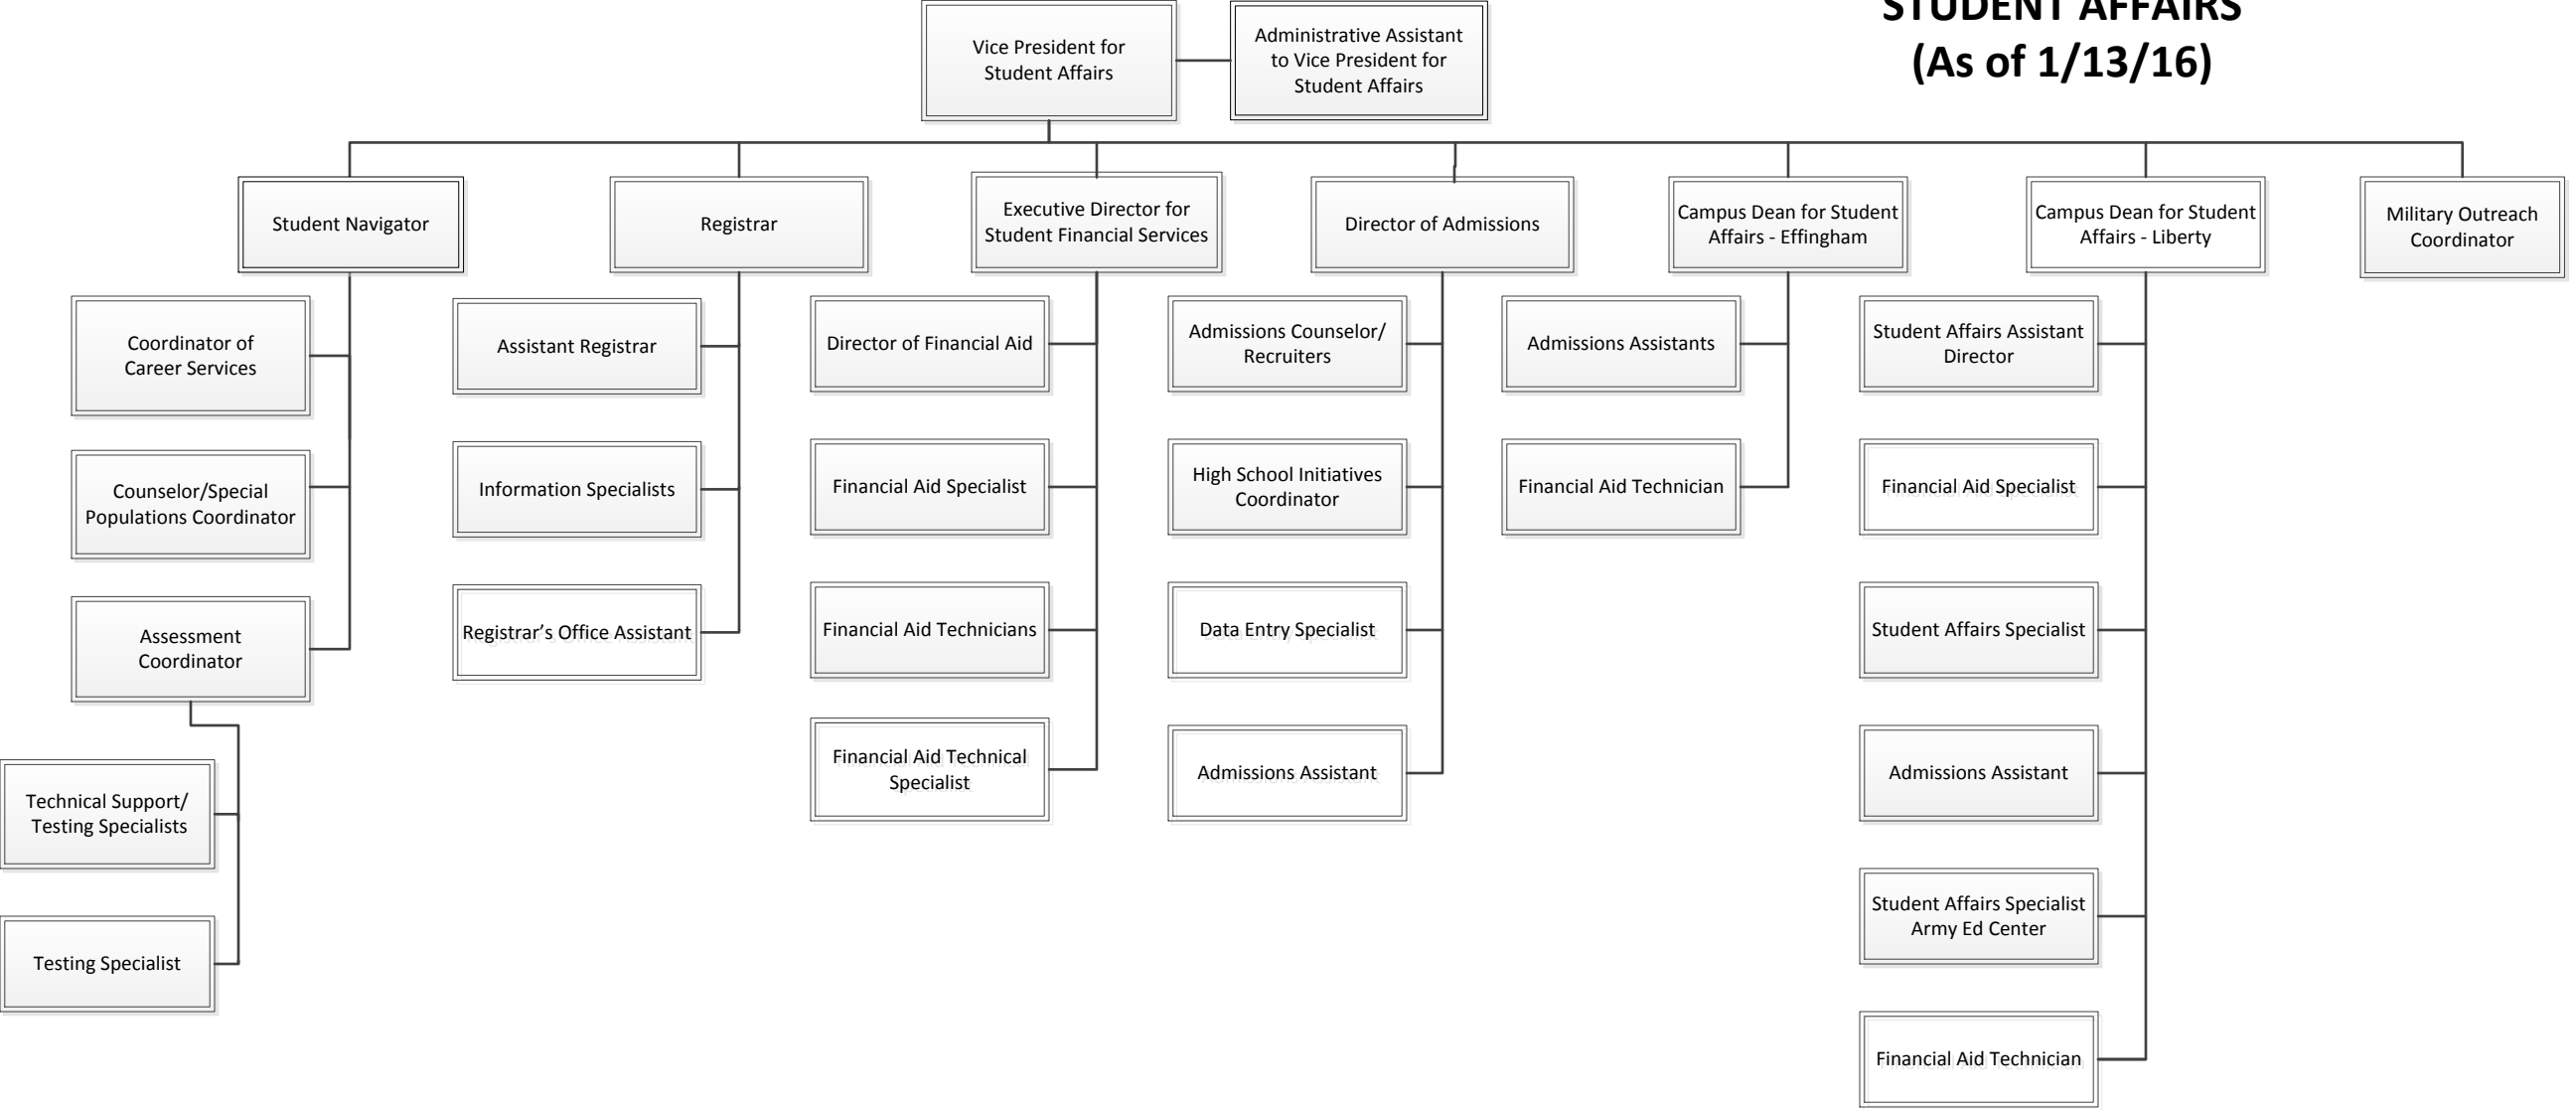 STUDENT AFFAIRS
(As of 1/13/16)
Vice President for
Student Affairs
Administrative Assistant
to Vice President for
Student Affairs
Student Navigator
Registrar
Executive Director for
Student Financial Services
Director of Admissions
Campus Dean for Student
Affairs - Effingham
Campus Dean for Student
Affairs - Liberty
Military Outreach
Coordinator
Coordinator of
Career Services
Counselor/Special
Populations Coordinator
Assessment
Coordinator
Technical Support/
Testing Specialists
Testing Specialist
Assistant Registrar
Information Specialists
Registrar’s Office Assistant
Director of Financial Aid
Financial Aid Specialist
Financial Aid Technicians
Financial Aid Technical
Specialist
Admissions Counselor/
Recruiters
High School Initiatives
Coordinator
Data Entry Specialist
Admissions Assistant
Admissions Assistants
Financial Aid Technician
Student Affairs Assistant
Director
Financial Aid Specialist
Student Affairs Specialist
Admissions Assistant
Student Affairs Specialist
Army Ed Center
Financial Aid Technician